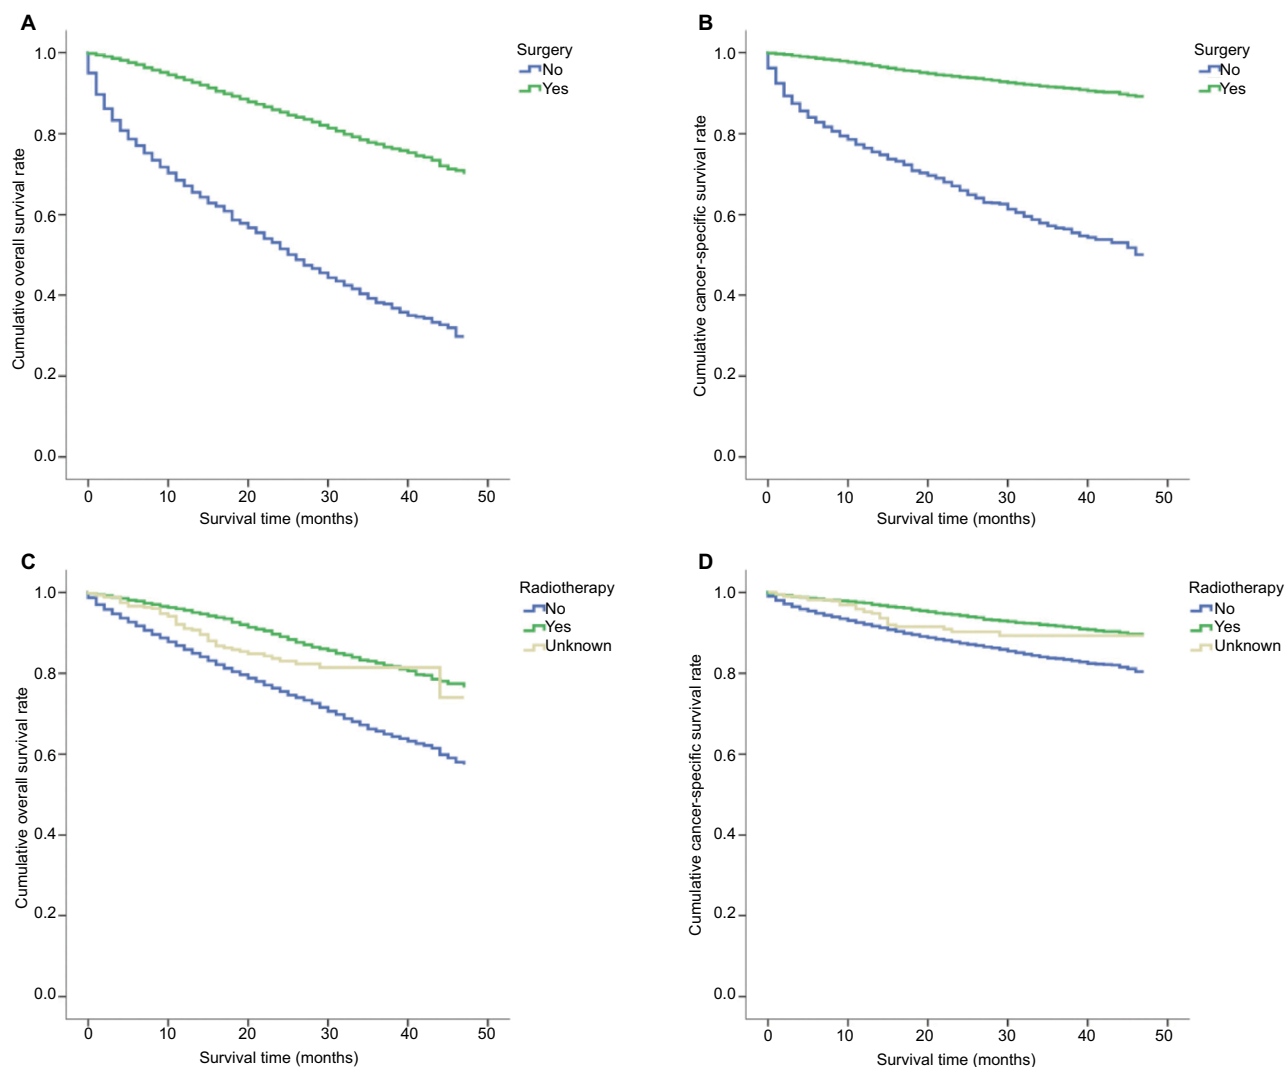 A
Cumulative overall survival rate
1.0
0.8
0.6
0.4
0.2
0.0
0 10 20 30 40 50
Survival time (months)
Surgery
No
Yes
B
Cumulative cancer-specific survival rate
1.0
0.8
0.6
0.4
0.2
0.0
0 10 20 30 40 50
Survival time (months)
Surgery
No
Yes
C
Cumulative overall survival rate
1.0
0.8
0.6
0.4
0.2
0.0
0 10 20 30 40 50
Survival time (months)
Radiotherapy
No
Yes
Unknown
D
Cumulative cancer-specific survival rate
1.0
0.8
0.6
0.4
0.2
0.0
0 10 20 30 40 50
Survival time (months)
Radiotherapy
No
Yes
Unknown